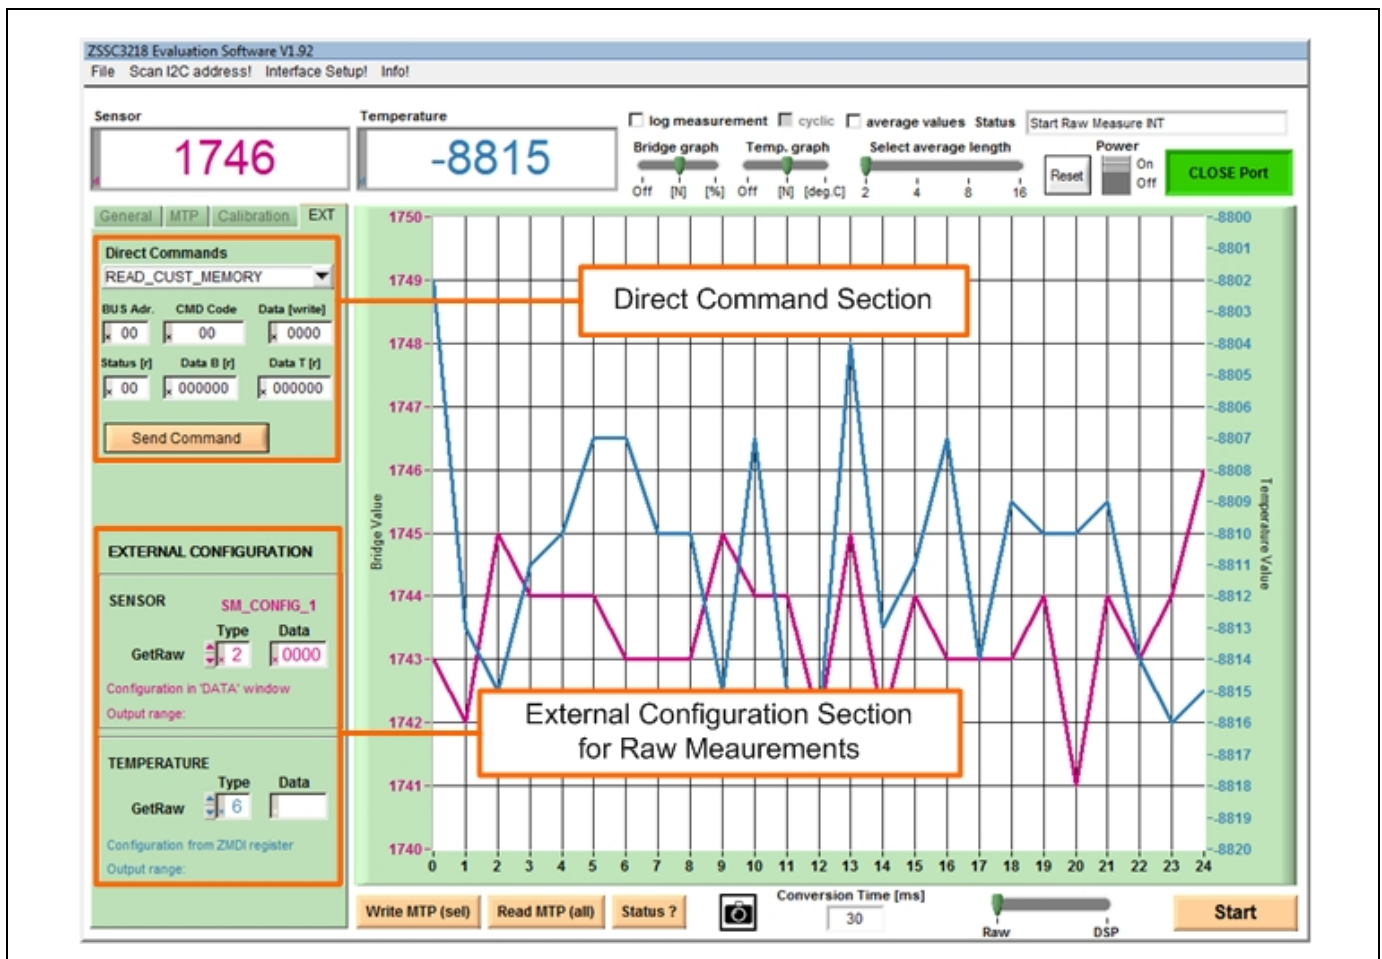 ZSSC3218 Evaluation Software V1.92
File Scan I2C address! Interface Setup! Info!
Sensor
1746
Temperature
-8815
log measurement cyclic average values Status Start Raw Measure INT
Bridge graph Temp. graph Select average length
Off [N] [%] Off [N] [deg.C] 2 4 8 16
Reset
Power
On
Off
CLOSE Port
General MTP Calibration EXT
Direct Commands
READ_CUST_MEMORY
BUS Adr. CMD Code Data [write]
x 00 x 00 x 0000
Status [r] Data B [r] Data T [r]
x 00 x 000000 x 000000
Send Command
EXTERNAL CONFIGURATION
SENSOR SM_CONFIG_1
Type Data
GetRaw x 2 x 0000
Configuration in 'DATA' window
Output range:
TEMPERATURE
Type Data
GetRaw x 6
Configuration from ZMDI register
Output range:
Direct Command Section
External Configuration Section
for Raw Meaurements
Bridge Value
1750
1749
1748
1747
1746
1745
1744
1743
1742
1741
1740
0 1 2 3 4 5 6 7 8 9 10 11 12 13 14 15 16 17 18 19 20 21 22 23 24
-8800
-8801
-8802
-8803
-8804
-8805
-8806
-8807
-8808
-8809
-8810
-8811
-8812
-8813
-8814
-8815
-8816
-8817
-8818
-8819
-8820
Temperature Value
Write MTP (sel) Read MTP (all) Status ?
Conversion Time [ms]
30
Raw DSP
Start